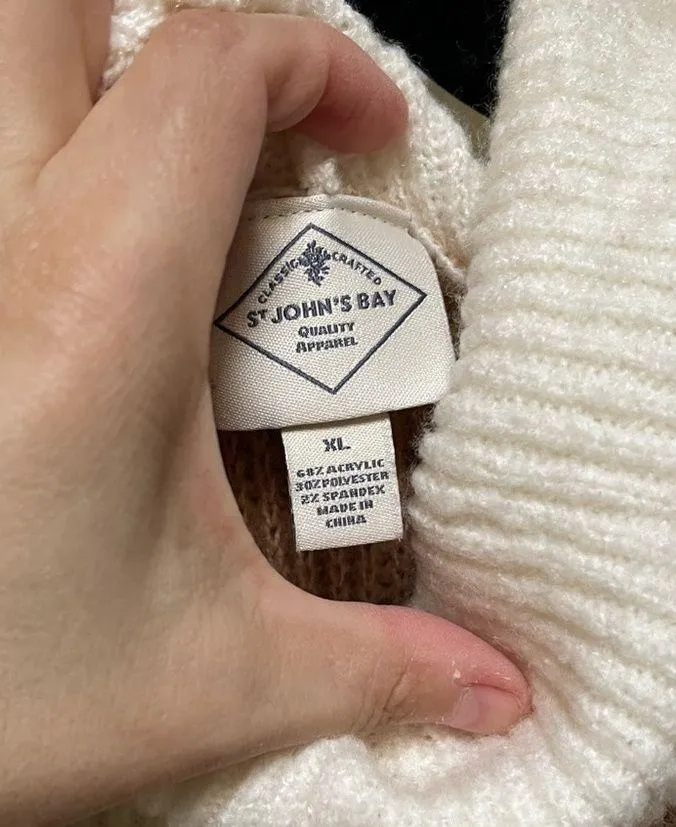 CLASSIC CRAFTED
ST JOHN'S BAY
QUALITY
APPAREL
XL
68% ACRYLIC
30% POLYESTER
2% SPANDEX
MADE IN
CHINA